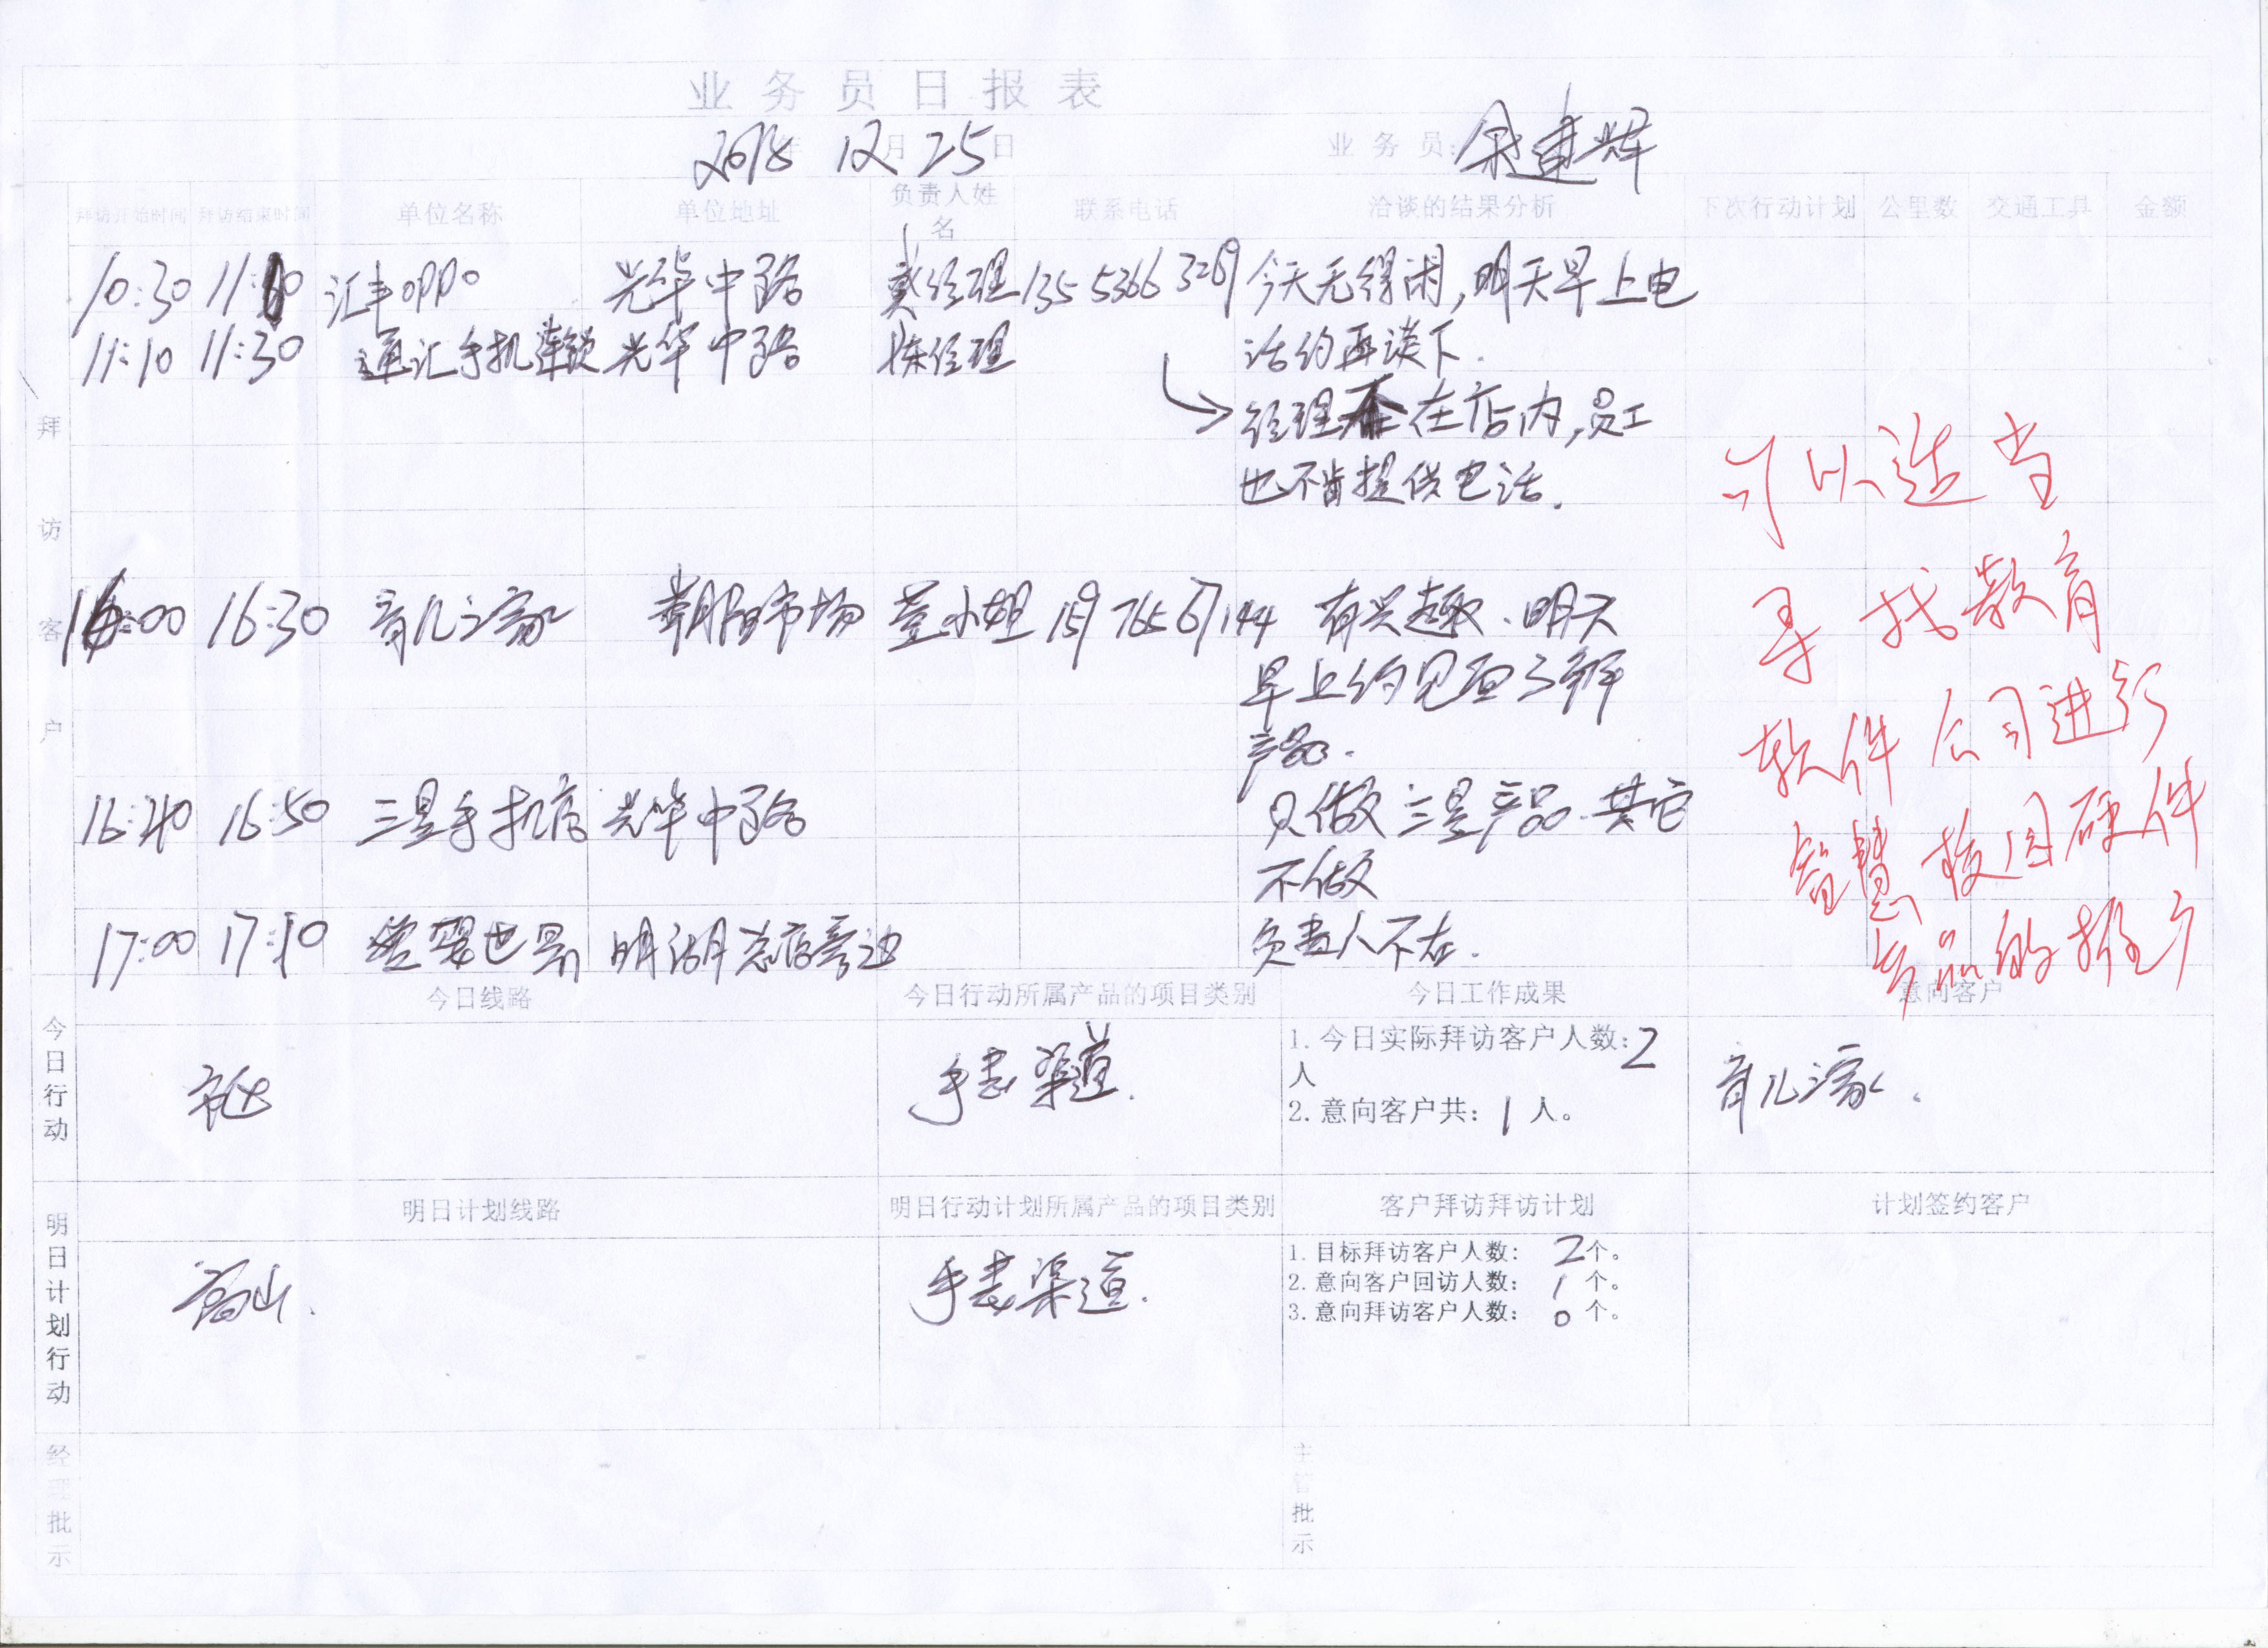 业务员日报表
2018年 12月 25日 业务员: 余建辉
拜访开始时间 拜访结束时间 单位名称 单位地址 负责人姓名 联系电话 洽谈的结果分析 下次行动计划 公里数 交通工具 金额
拜访客户
10:30 11:00 汇丰OPPO 光华中路 戴经理 135 5366 3269 今天无得闲,明天早上电
话约再谈下.
11:10 11:30 通汇手机连锁 光华中路 陈经理
经理不在店内,员工
也不肯提供电话.
16:00 16:30 育儿之家 市场 小姐 有兴趣、明天
早上约见面了解
产品.
16:40 16:50 三星手机店 光华中路 只做三星产品.其它
不做
17:00 17:10 爱婴世界 明湖总店旁边 负责人不在.
可以适当
寻找教育
软件公司进行
智慧校园硬件
产品的推广
今日行动
今日线路 今日行动所属产品的项目类别 今日工作成果 意向客户
市区 手表渠道. 1.今日实际拜访客户人数:2
人
2.意向客户共: 1 人。
育儿之家.
明日计划行动
明日计划线路 明日行动计划所属产品的项目类别 客户拜访拜访计划 计划签约客户
高山. 手表渠道. 1.目标拜访客户人数: 2个。
2.意向客户回访人数: 1 个。
3.意向拜访客户人数: 0 个。
经理批示 主管批示